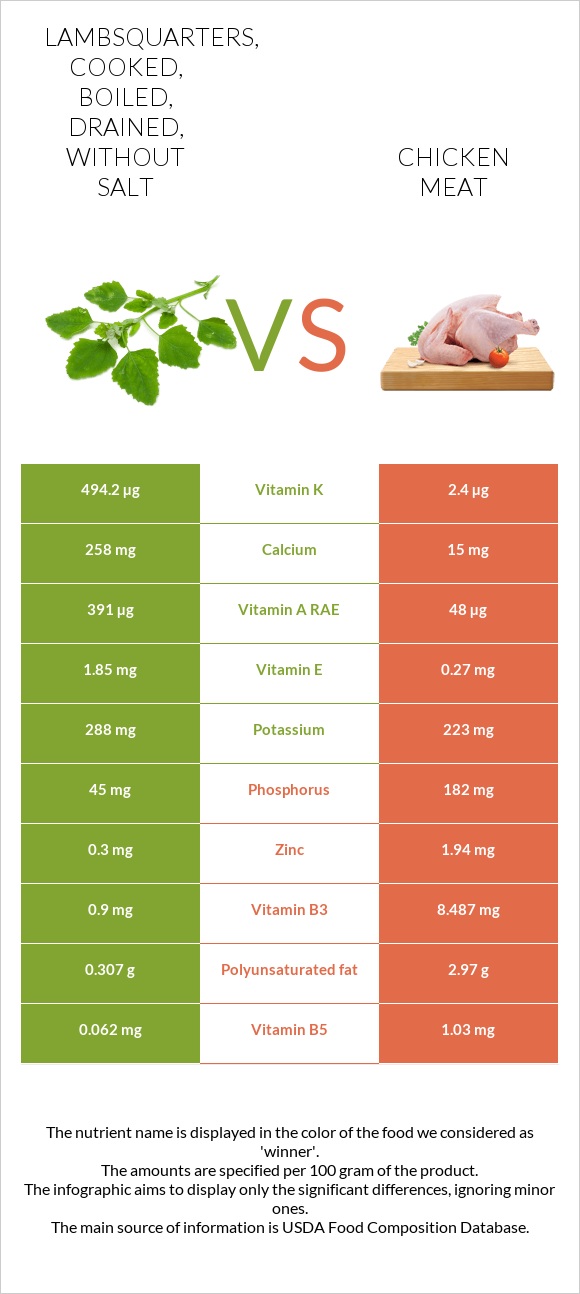 LAMBSQUARTERS,
COOKED,
BOILED,
DRAINED,
WITHOUT
SALT
CHICKEN
MEAT
VS
494.2 µg Vitamin K 2.4 µg
258 mg Calcium 15 mg
391 µg Vitamin A RAE 48 µg
1.85 mg Vitamin E 0.27 mg
288 mg Potassium 223 mg
45 mg Phosphorus 182 mg
0.3 mg Zinc 1.94 mg
0.9 mg Vitamin B3 8.487 mg
0.307 g Polyunsaturated fat 2.97 g
0.062 mg Vitamin B5 1.03 mg
The nutrient name is displayed in the color of the food we considered as
'winner'.
The amounts are specified per 100 gram of the product.
The infographic aims to display only the significant differences, ignoring minor
ones.
The main source of information is USDA Food Composition Database.